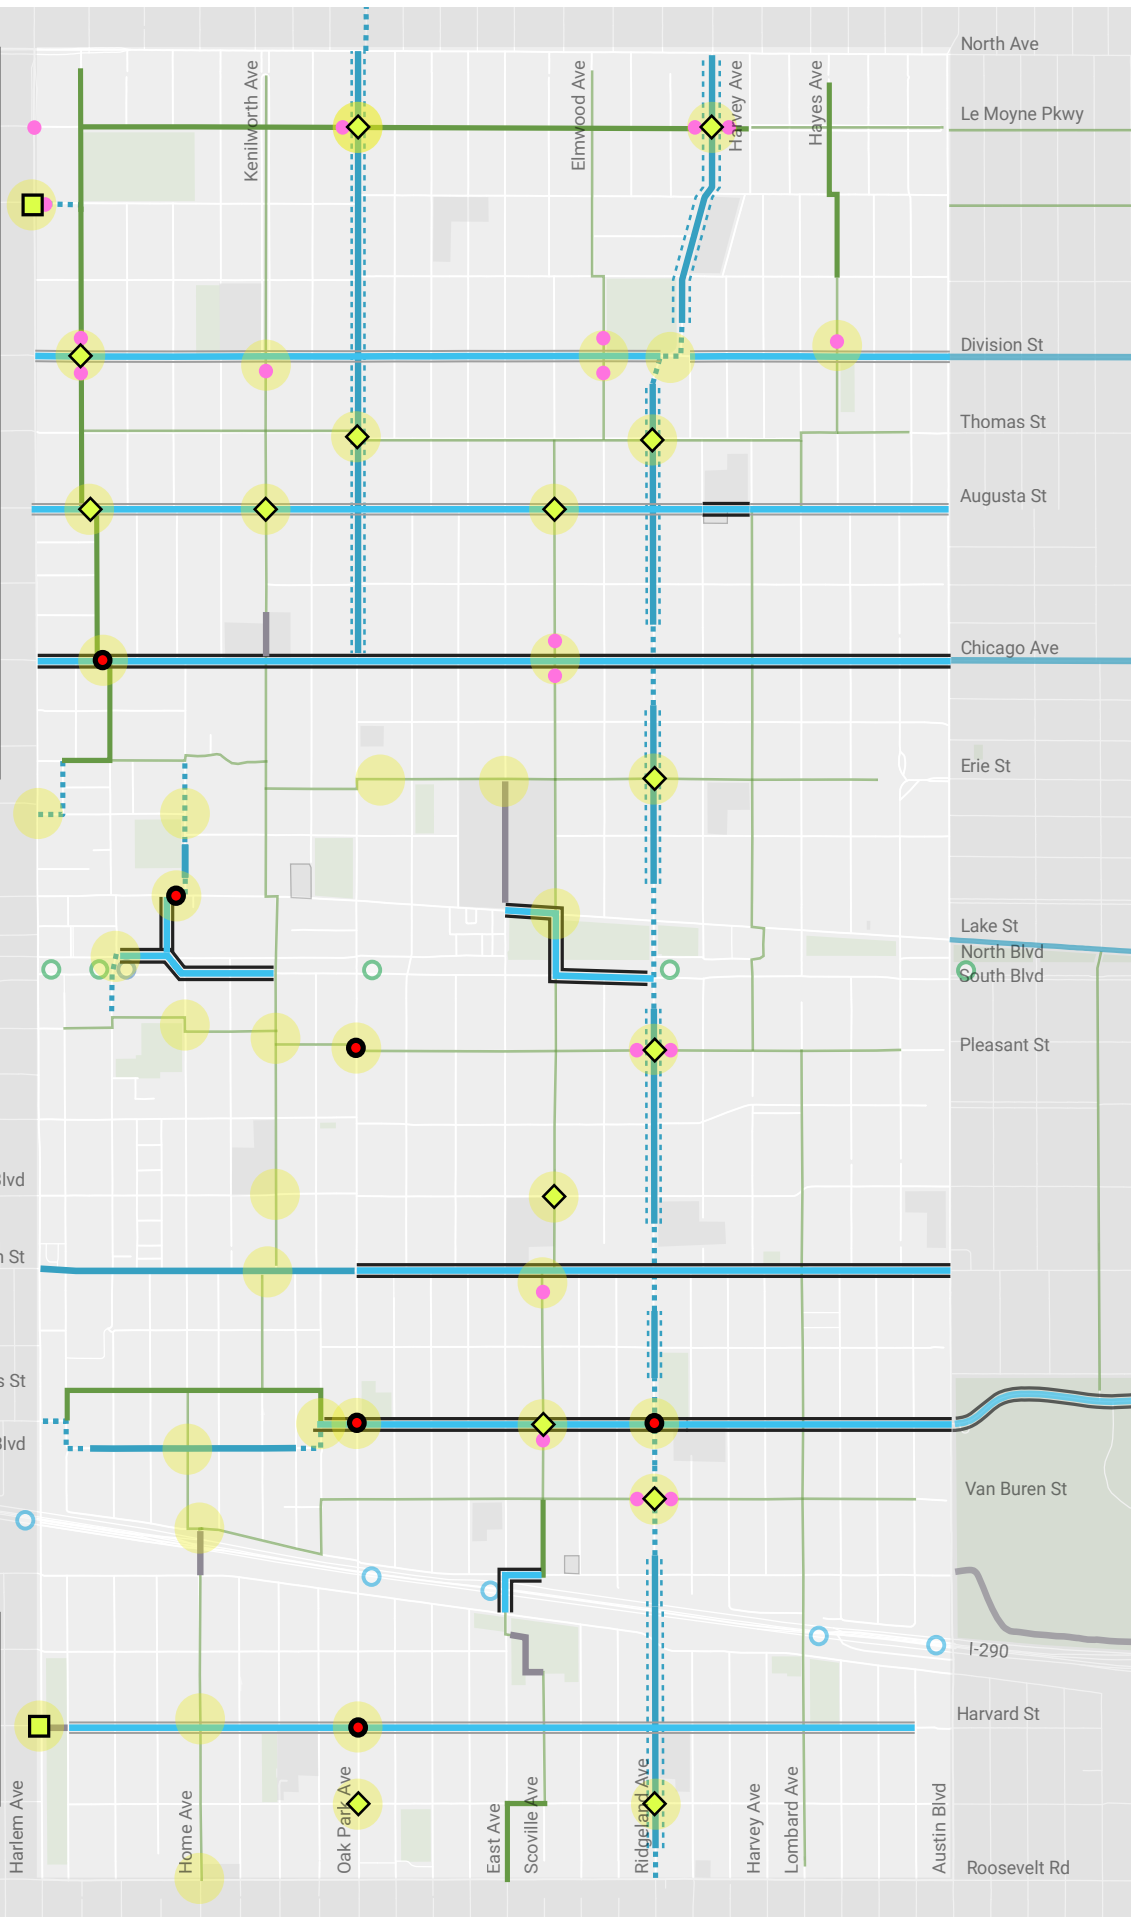 North Ave
Kenilworth Ave
Elmwood Ave
Harvey Ave
Hayes Ave
Le Moyne Pkwy
Division St
Thomas St
Augusta St
Chicago Ave
Erie St
Lake St
North Blvd
South Blvd
Pleasant St
Blvd
St
s St
Blvd
Van Buren St
I-290
Harvard St
Harlem Ave
Home Ave
Oak Park Ave
East Ave
Scoville Ave
Ridgeland Ave
Harvey Ave
Lombard Ave
Austin Blvd
Roosevelt Rd